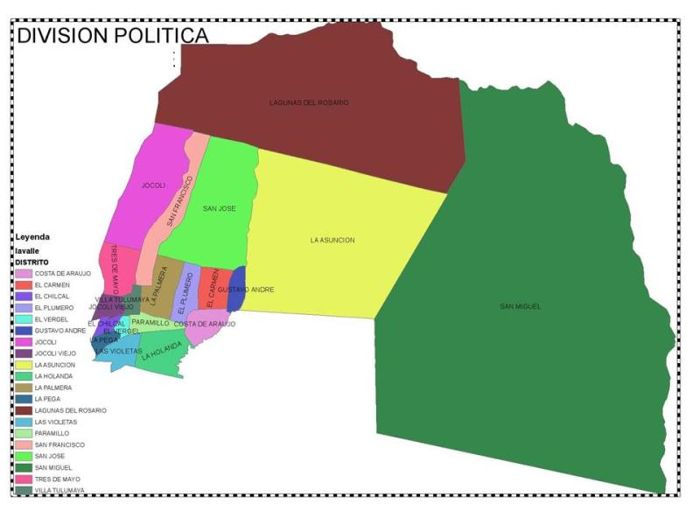 DIVISION POLITICA
LAGUNAS DEL ROSARIO
JOCOLI
SAN FRANCISCO
SAN JOSE
LA ASUNCION
SAN MIGUEL
TRES DE MAYO
LA PALMERA
EL PLUMERO
EL CARMEN
GUSTAVO ANDRE
VILLA TULUMAYA
JOCOLI VIEJO
EL CHILCAL
EL VERGEL
PARAMILLO
COSTA DE ARAUJO
LA PEGA
LAS VIOLETAS
LA HOLANDA
Leyenda
lavalle
DISTRITO
COSTA DE ARAUJO
EL CARMEN
EL CHILCAL
EL PLUMERO
EL VERGEL
GUSTAVO ANDRE
JOCOLI
JOCOLI VIEJO
LA ASUNCION
LA HOLANDA
LA PALMERA
LA PEGA
LAGUNAS DEL ROSARIO
LAS VIOLETAS
PARAMILLO
SAN FRANCISCO
SAN JOSE
SAN MIGUEL
TRES DE MAYO
VILLA TULUMAYA